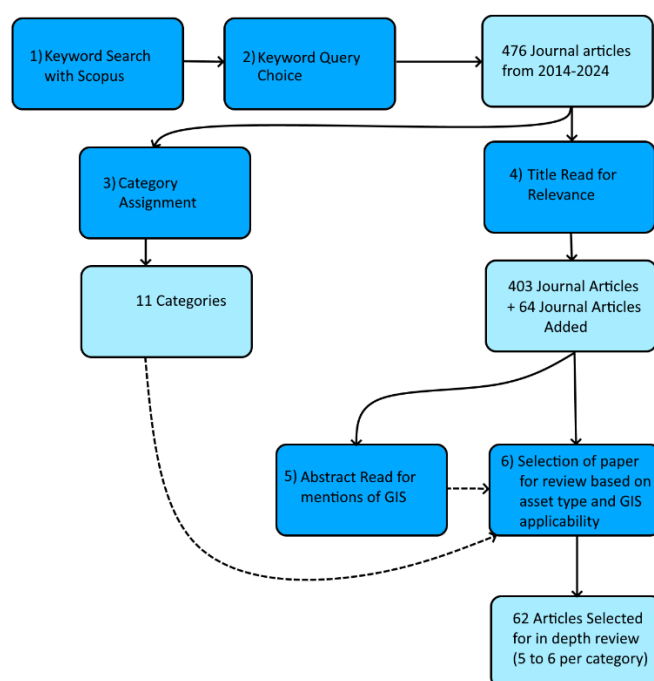 1) Keyword Search
with Scopus
2) Keyword Query
Choice
476 Journal articles
from 2014-2024
3) Category
Assignment
4) Title Read for
Relevance
11 Categories
403 Journal Articles
+ 64 Journal Articles
Added
5) Abstract Read for
mentions of GIS
6) Selection of paper
for review based on
asset type and GIS
applicability
62 Articles Selected
for in depth review
(5 to 6 per category)